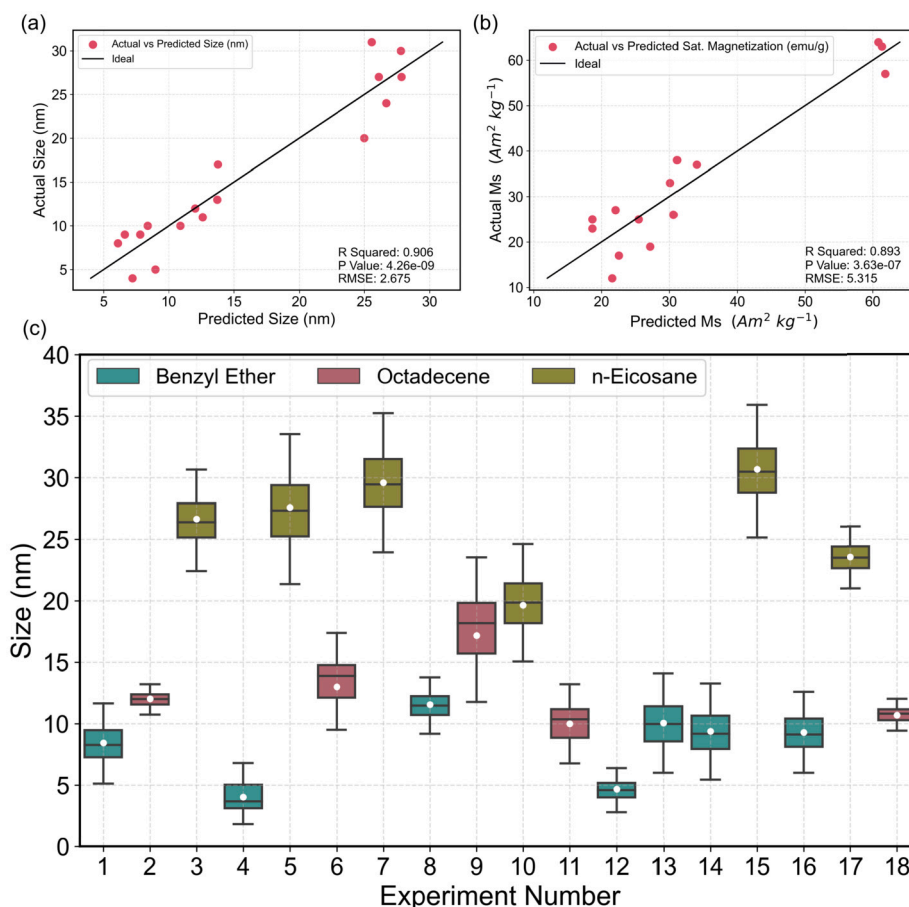 (a)
Actual vs Predicted Size (nm)
Ideal
Actual Size (nm)
30
25
20
15
10
5
R Squared: 0.906
P Value: 4.26e-09
RMSE: 2.675
5 10 15 20 25 30
Predicted Size (nm)
(b)
Actual vs Predicted Sat. Magnetization (emu/g)
Ideal
Actual Ms (Am² kg⁻¹)
60
50
40
30
20
10
R Squared: 0.893
P Value: 3.63e-07
RMSE: 5.315
10 20 30 40 50 60
Predicted Ms (Am² kg⁻¹)
(c)
Benzyl Ether Octadecene n-Eicosane
Size (nm)
40
35
30
25
20
15
10
5
0
1 2 3 4 5 6 7 8 9 10 11 12 13 14 15 16 17 18
Experiment Number